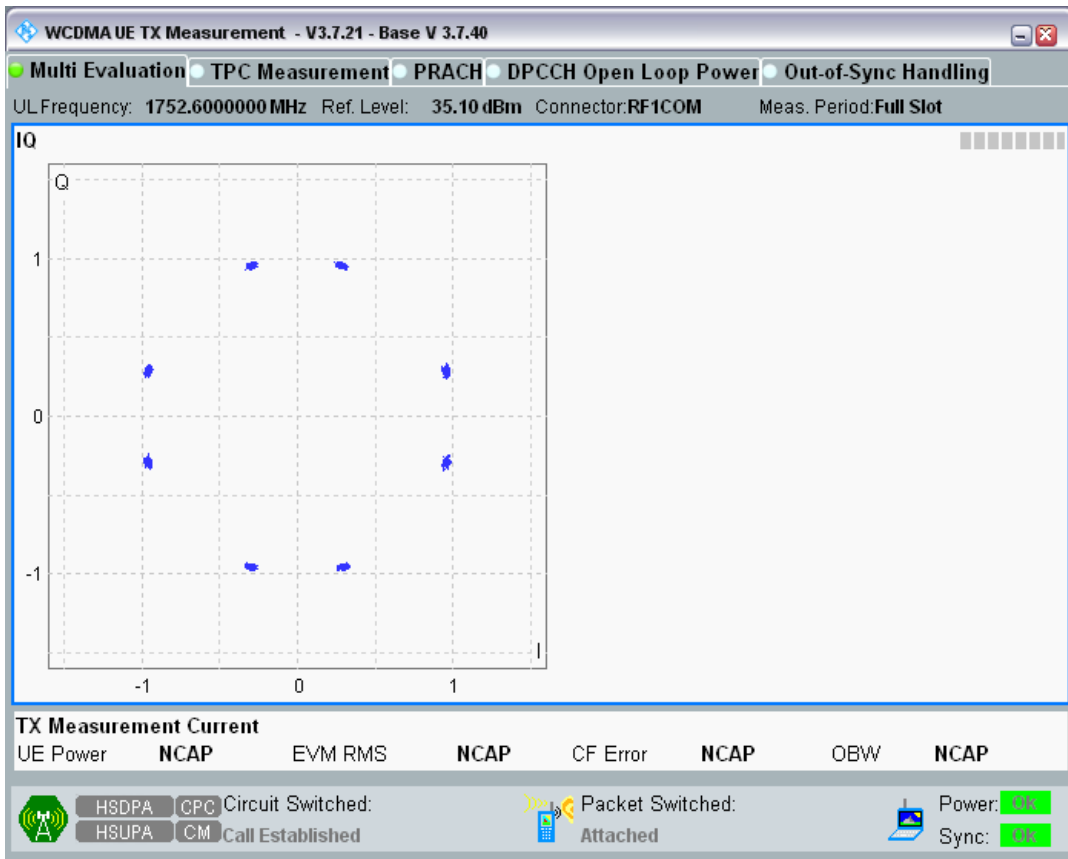 WCDMA UE TX Measurement - V3.7.21 - Base V 3.7.40
Multi Evaluation TPC Measurement PRACH DPCCH Open Loop Power Out-of-Sync Handling
UL Frequency: 1752.6000000 MHz Ref. Level: 35.10 dBm Connector:RF1COM Meas. Period:Full Slot
IQ
Q
1
0
-1
I
-1 0 1
TX Measurement Current
UE Power NCAP EVM RMS NCAP CF Error NCAP OBW NCAP
HSDPA CPC Circuit Switched: Packet Switched: Power: Ok
HSUPA CM Call Established Attached Sync: Ok